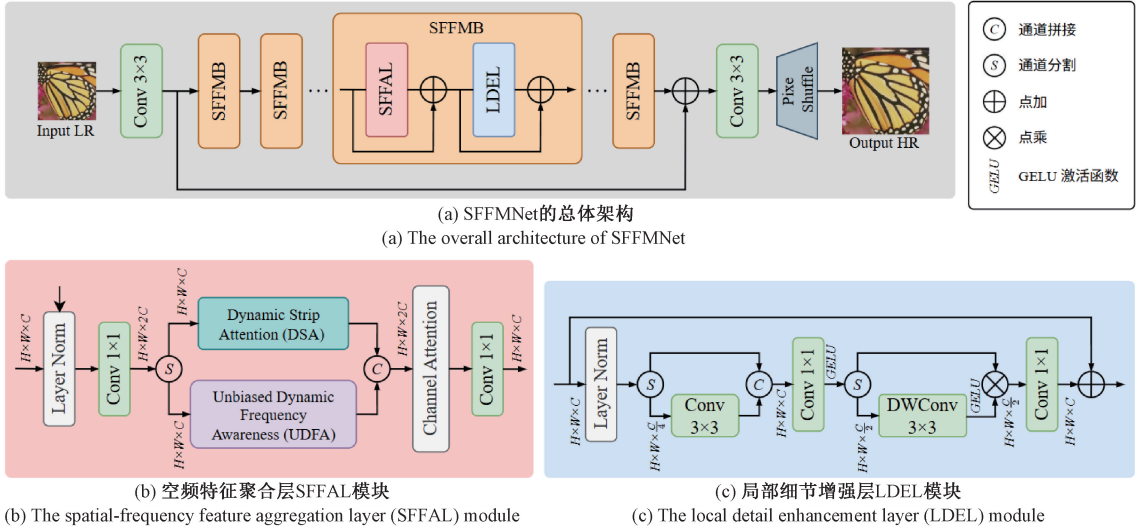 SFFMB
Input LR
Conv 3×3
SFFMB
SFFMB
...
SFFAL
LDEL
...
SFFMB
Conv 3×3
Pixe
Shuffle
Output HR
C 通道拼接
S 通道分割
点加
点乘
GELU GELU 激活函数
(a) SFFMNet的总体架构
(a) The overall architecture of SFFMNet
H×W×C
Layer Norm
Conv 1×1
H×W×2C
S
H×W×C
Dynamic Strip
Attention (DSA)
H×W×C
Unbiased Dynamic
Frequency
Awareness (UDFA)
C
H×W×2C
Channel Attention
Conv 1×1
H×W×C
(b) 空频特征聚合层SFFAL模块
(b) The spatial-frequency feature aggregation layer (SFFAL) module
H×W×C
Layer Norm
S
H×W×C/4
Conv
3×3
C
H×W×C
Conv 1×1
GELU
S
H×W×C/2
DWConv
3×3
GELU
H×W×C/2
Conv 1×1
H×W×C
(c) 局部细节增强层LDEL模块
(c) The local detail enhancement layer (LDEL) module